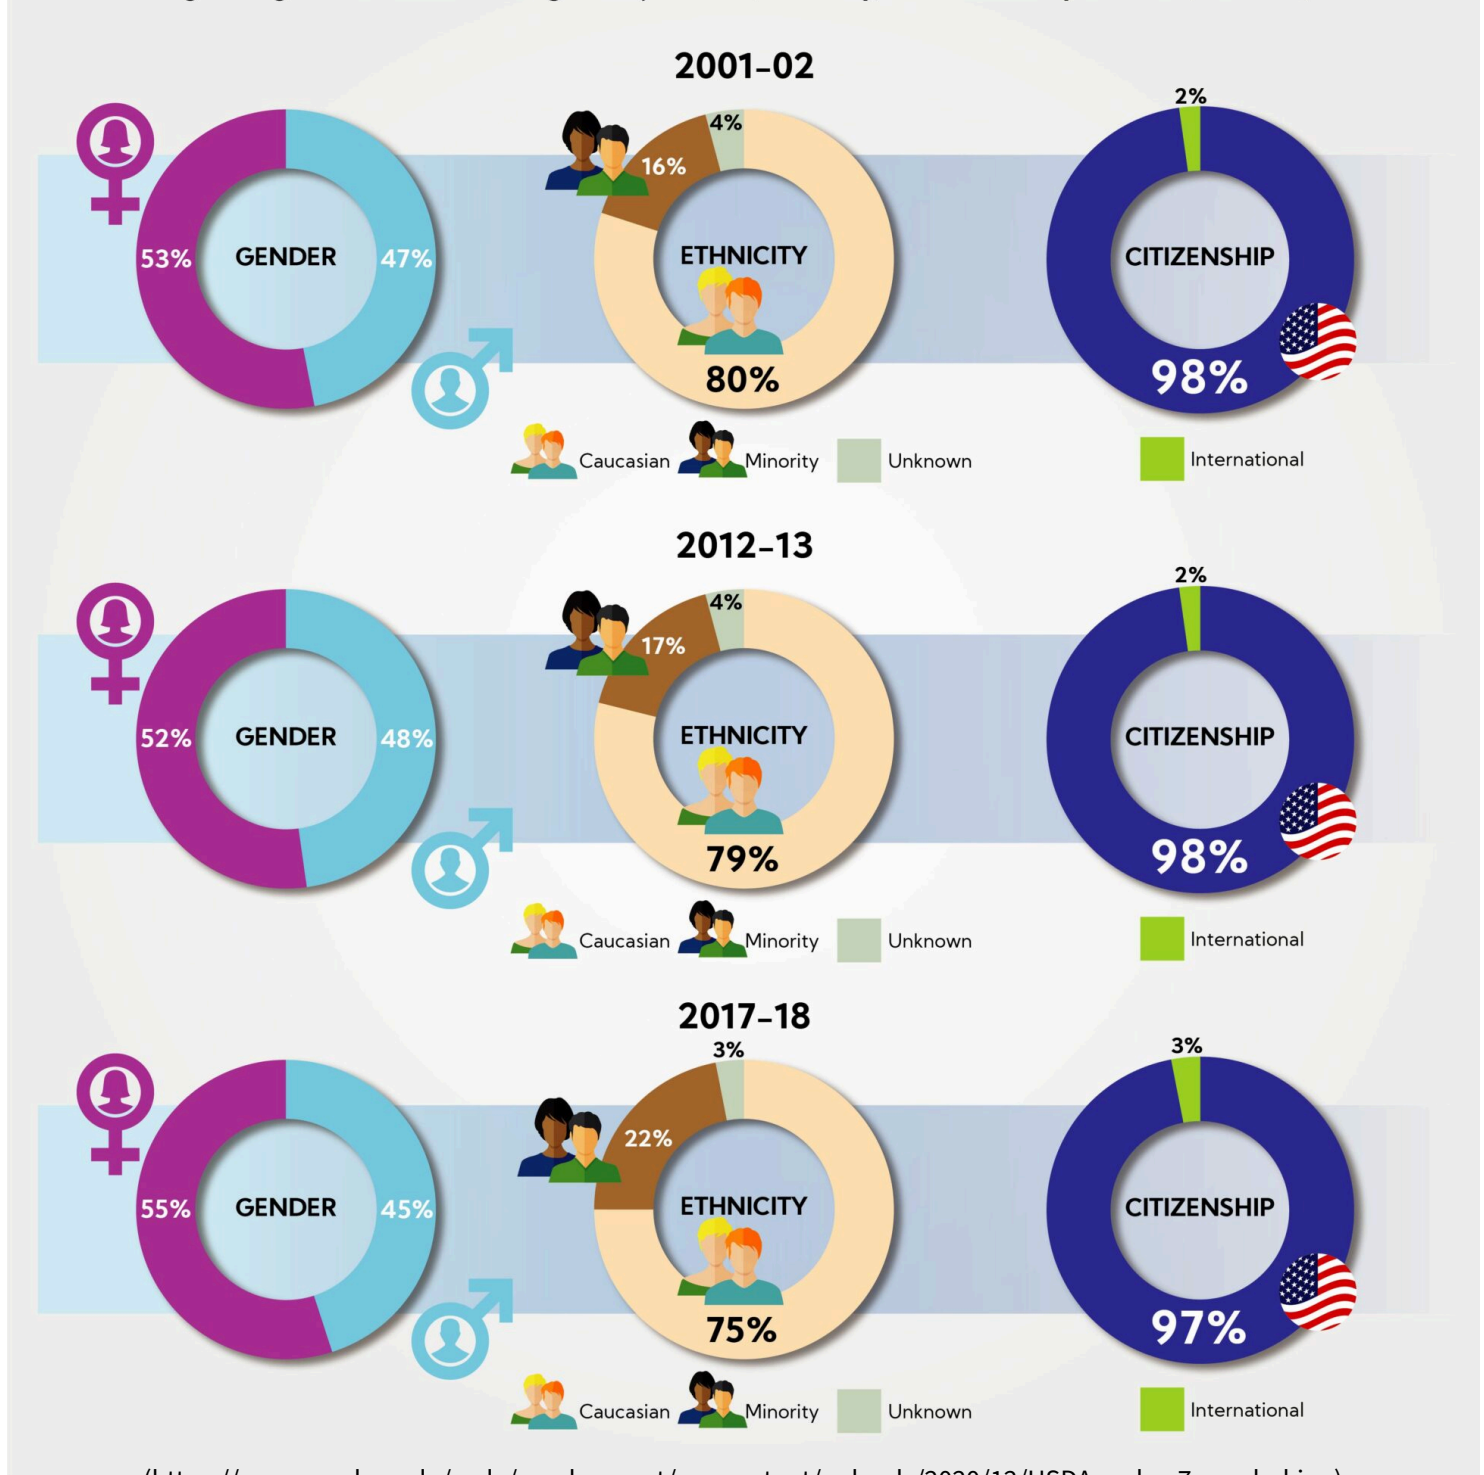 2001-02
2%
4%
16%
53%
GENDER
47%
ETHNICITY
CITIZENSHIP
80%
98%
Caucasian
Minority
Unknown
International
2012-13
2%
4%
17%
52%
GENDER
48%
ETHNICITY
CITIZENSHIP
79%
98%
Caucasian
Minority
Unknown
International
2017-18
3%
3%
22%
55%
GENDER
45%
ETHNICITY
CITIZENSHIP
75%
97%
Caucasian
Minority
Unknown
International